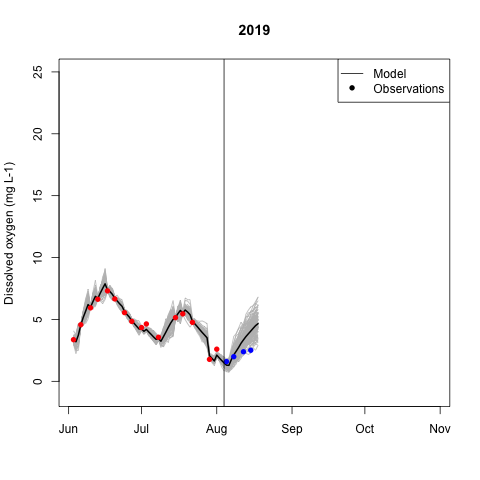 2019
Dissolved oxygen (mg L-1)
25
20
15
10
5
0
Model
Observations
Jun Jul Aug Sep Oct Nov